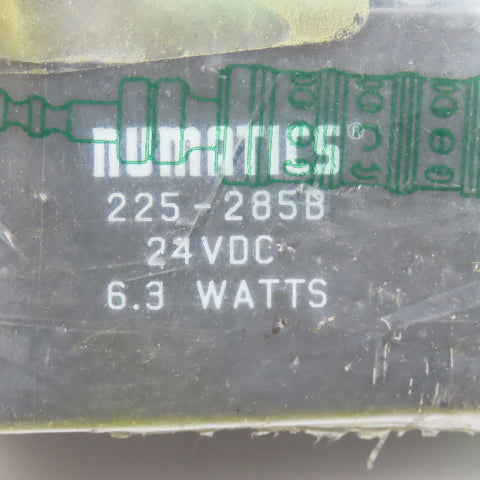 numatics®
225-285B
24VDC
6.3 WATTS